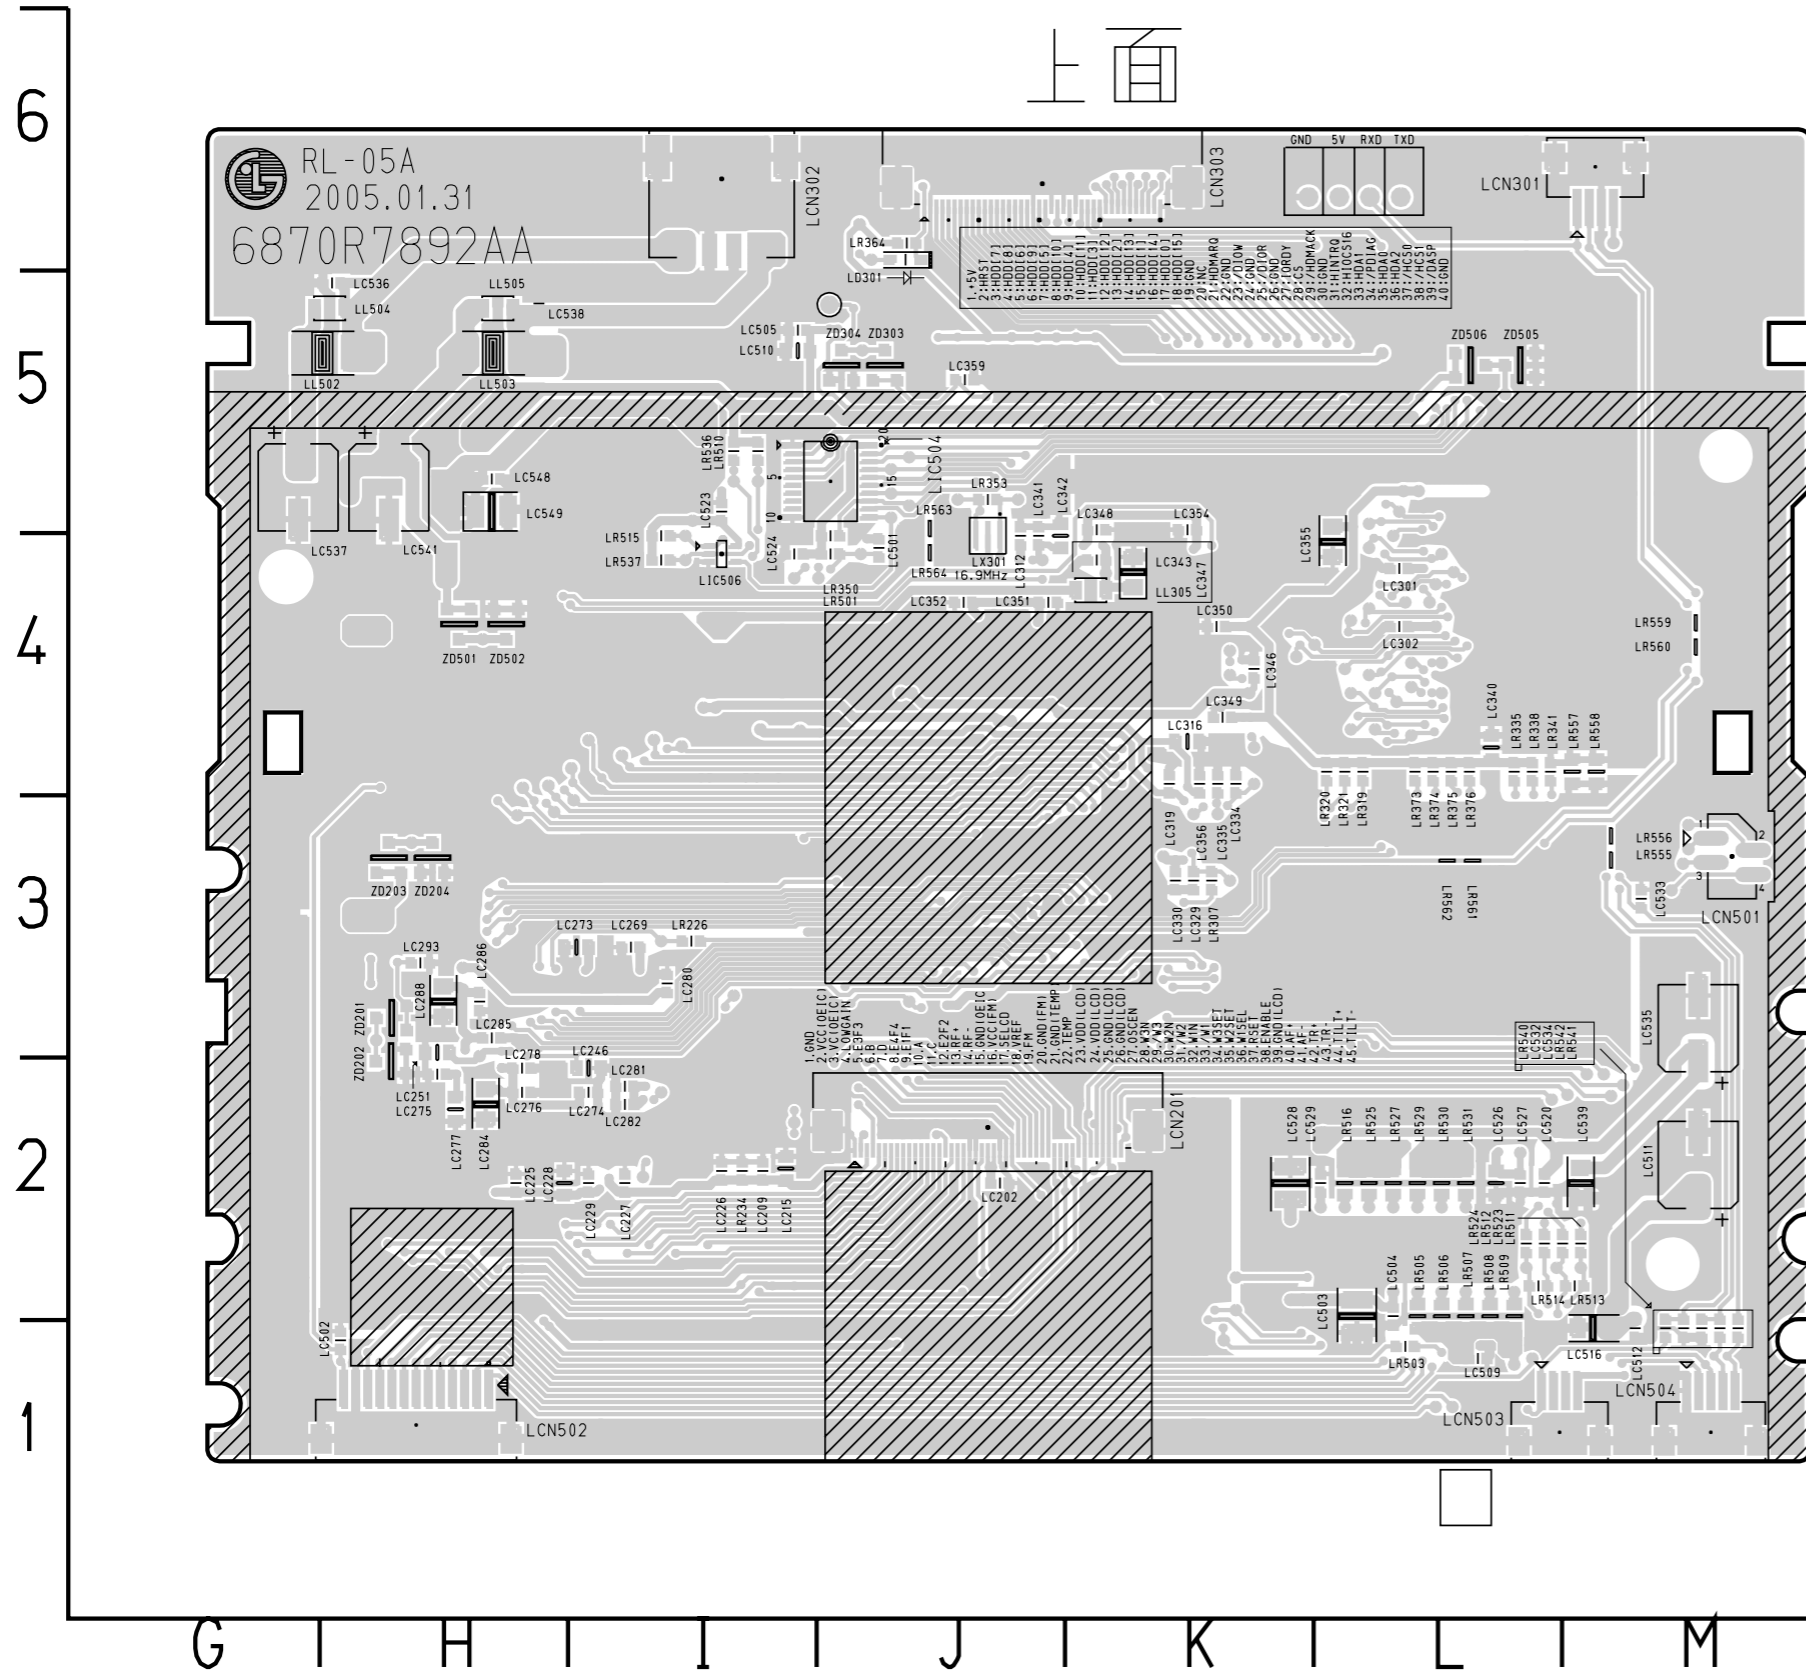 上面
6
RL-05A
2005.01.31
6870R7892AA
LCN302
LCN303
GND 5V RXD TXD
LCN301
LR364
LD301
1.+5V
2:HRST
3:HDD[7]
4:HDD[8]
5:HDD[6]
6:HDD[9]
7:HDD[5]
8:HDD[10]
9:HDD[4]
10:HDD[11]
11:HDD[3]
12:HDD[12]
13:HDD[2]
14:HDD[13]
15:HDD[1]
16:HDD[14]
17:HDD[0]
18:HDD[15]
19:GND
20:NC
21:HDMARQ
22:GND
23:/DIOW
24:GND
25:/DIOR
26:GND
27:IORDY
28:CS
29:/HDMACK
30:GND
31:HINTRQ
32:HIOCS16
33:HDA1
34:/PDIAG
35:HDA0
36:HDA2
37:/HCS0
38:/HCS1
39:/DASP
40:GND
LC536
LL504
LL505
LC538
LC505
LC510
ZD304 ZD303
LC359
ZD506 ZD505
5
LL502
LL503
LR536
LR510
20
5
15
10
LIC504
LC548
LC549
LC523
LR353
LR563
LC341
LC342
LC348
LC354
LC537
LC541
LR515
LR537
LIC506
LC524
LC501
LR564
LX301
16.9MHz
LC312
LC343
LL305
LC347
LC355
LC301
LR350
LR501
LC352
LC351
LC350
LC302
LR559
LR560
4
ZD501 ZD502
LC346
LC349
LC316
LC340
LR335
LR338
LR341
LR557
LR558
LC319
LC356
LC335
LC334
LR320
LR321
LR319
LR373
LR374
LR375
LR376
LR556
LR555
1
2
3
4
LC533
LCN501
LR592
LR591
3
ZD203 ZD204
LC273
LC269
LR226
LC330
LC329
LR307
LC293
LC286
LC288
LC280
ZD201
LC285
ZD202
LC278
LC246
LC281
LC251
LC275
LC276
LC274
LC282
LC277
LC284
1.GND
2.VCC(OEIC)
3.VC(OEIC)
4.LOWGAIN
5.E3F3
6.B
7.D
8.E4F4
9.E1F1
10.A
11.C
12.E2F2
13.RF+
14.RF-
15.GND(OEIC)
16.VCC(FM)
17.SELCD
18.VREF
19.FM
20.GND(FM)
21.GND(TEMP)
22.TEMP
23.VDD(LCD)
24.VDD(LCD)
25.GND(LCD)
26.GND(LCD)
27.OSCEN
28.W3N
29./W3
30.W2N
31./W2
32.W1N
33./W1
34.W3SET
35.W2SET
36.W1SEL
37.RSET
38.ENABLE
39.GND(LCD)
40.AF+
41.AF-
42.TR+
43.TR-
44.TILT+
45.TILT-
LR540
LC532
LC534
LR542
LR541
LC535
LCN201
LC528
LC529
LR516
LR525
LR527
LR529
LR530
LR531
LC526
LC527
LC520
LC539
LC511
2
LC225
LC228
LC229
LC227
LC226
LR234
LC209
LC215
LC202
LR524
LR512
LR523
LR511
LC504
LR505
LR506
LR507
LR508
LR509
LR514 LR513
LC503
LC502
LR503
LC509
LC516
LC512
1
LCN502
LCN503
LCN504
G H I J K L M